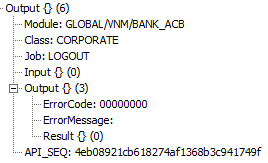 Output {} (6)
Module: GLOBAL/VNM/BANK_ACB
Class: CORPORATE
Job: LOGOUT
Input {} (0)
Output {} (3)
ErrorCode: 00000000
ErrorMessage:
Result {} (0)
API_SEQ: 4eb08921cb618274af1368b3c941749f